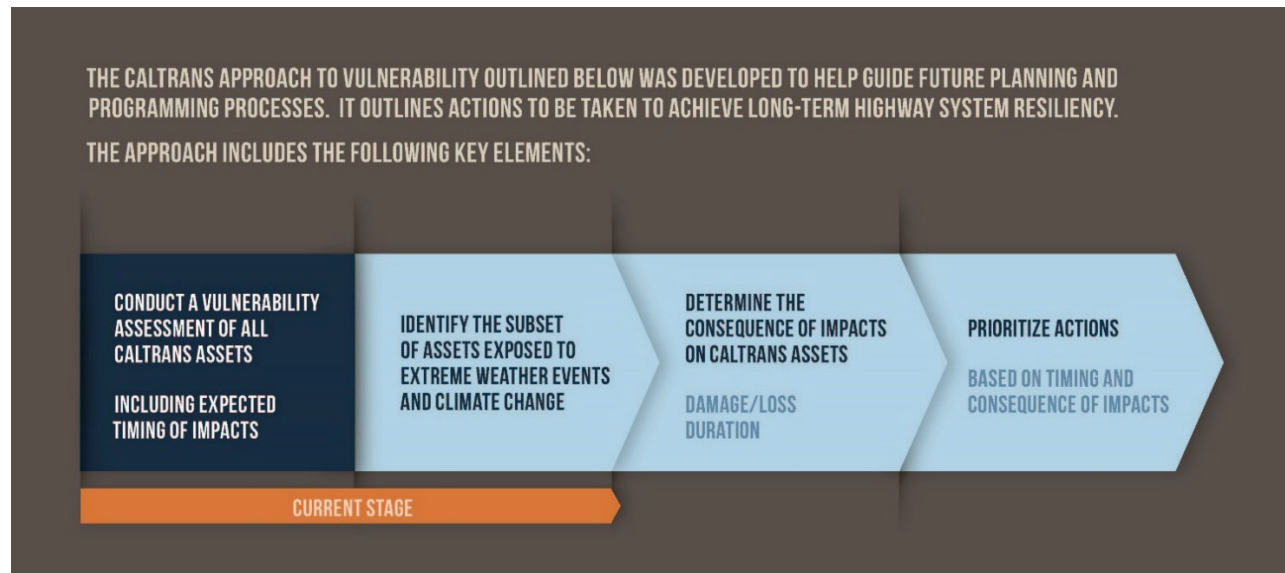 THE CALTRANS APPROACH TO VULNERABILITY OUTLINED BELOW WAS DEVELOPED TO HELP GUIDE FUTURE PLANNING AND
PROGRAMMING PROCESSES. IT OUTLINES ACTIONS TO BE TAKEN TO ACHIEVE LONG-TERM HIGHWAY SYSTEM RESILIENCY.
THE APPROACH INCLUDES THE FOLLOWING KEY ELEMENTS:
CONDUCT A VULNERABILITY
ASSESSMENT OF ALL
CALTRANS ASSETS
INCLUDING EXPECTED
TIMING OF IMPACTS
IDENTIFY THE SUBSET
OF ASSETS EXPOSED TO
EXTREME WEATHER EVENTS
AND CLIMATE CHANGE
DETERMINE THE
CONSEQUENCE OF IMPACTS
ON CALTRANS ASSETS
DAMAGE/LOSS
DURATION
PRIORITIZE ACTIONS
BASED ON TIMING AND
CONSEQUENCE OF IMPACTS
CURRENT STAGE